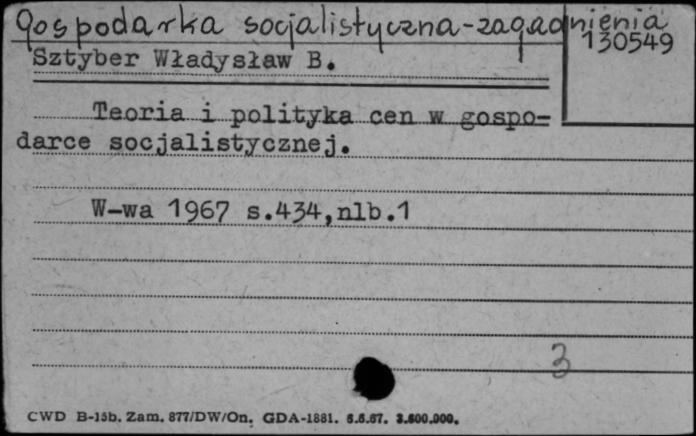 Gospodarka socjalistyczna-zagadnienia
130549
Sztyber Władysław B.
Teoria i polityka cen w gospo-
darce socjalistycznej.
W-wa 1967 s.434,nlb.1
3
CWD B-15b. Zam. 877/DW/On. GDA-1881. 6.6.67. 3.600.000.